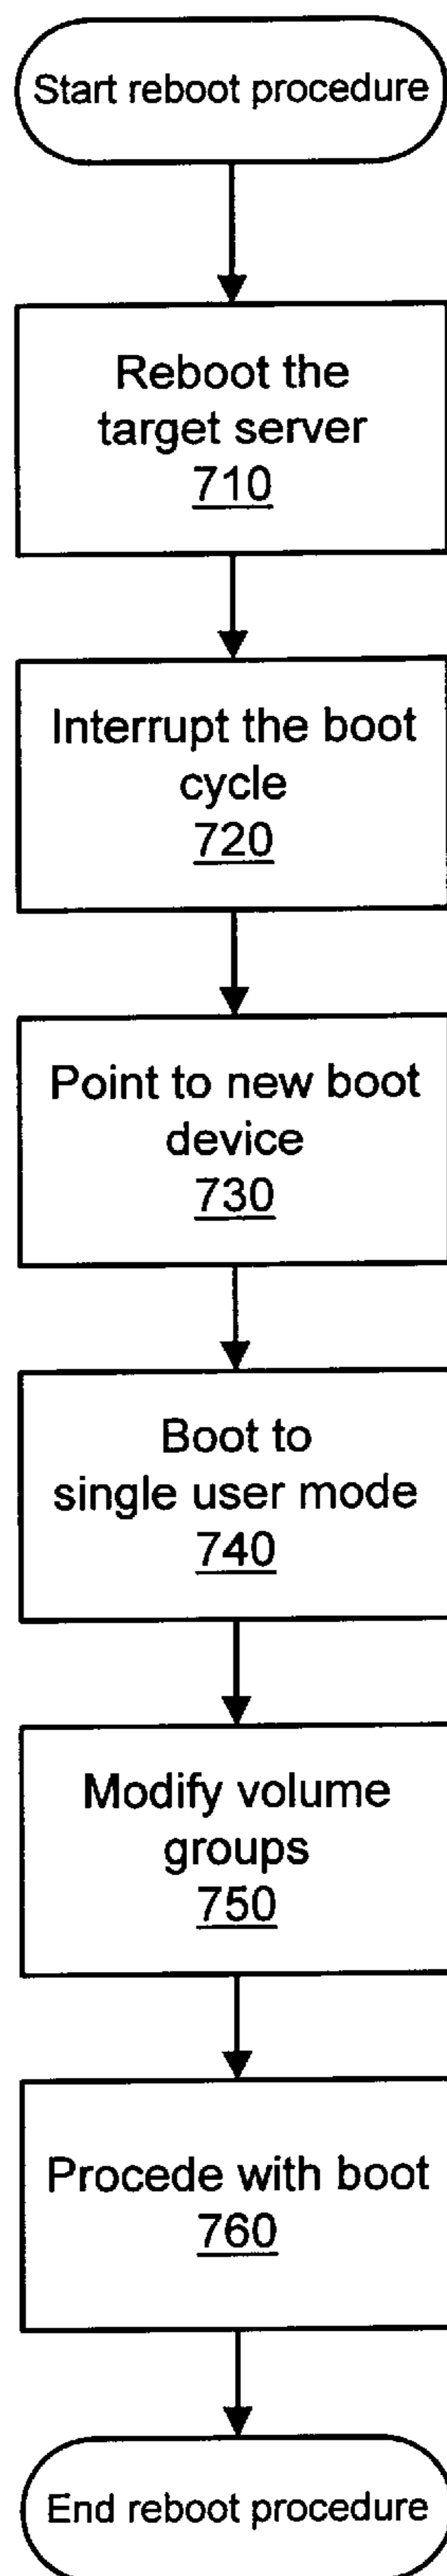 Start reboot procedure
Reboot the
target server
710
Interrupt the boot
cycle
720
Point to new boot
device
730
Boot to
single user mode
740
Modify volume
groups
750
Procede with boot
760
End reboot procedure